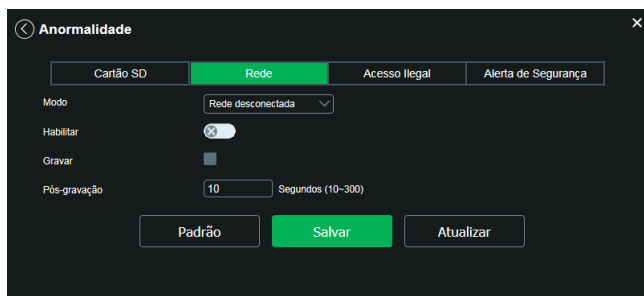 Anormalidade
Cartão SD Rede Acesso Ilegal Alerta de Segurança
Modo Rede desconectada
Habilitar
Gravar
Pós-gravação 10 Segundos (10~300)
Padrão Salvar Atualizar